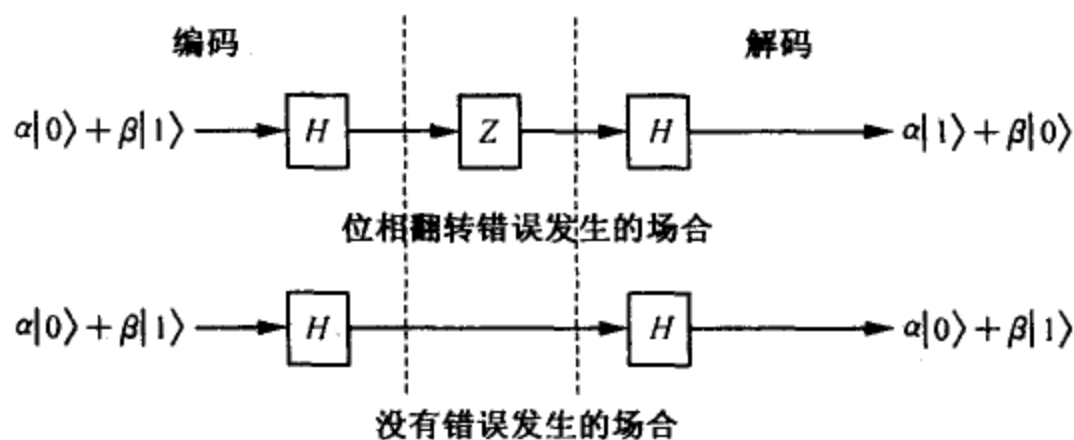 编码 解码
α|0⟩+β|1⟩ H Z H α|1⟩+β|0⟩
位相翻转错误发生的场合
α|0⟩+β|1⟩ H H α|0⟩+β|1⟩
没有错误发生的场合